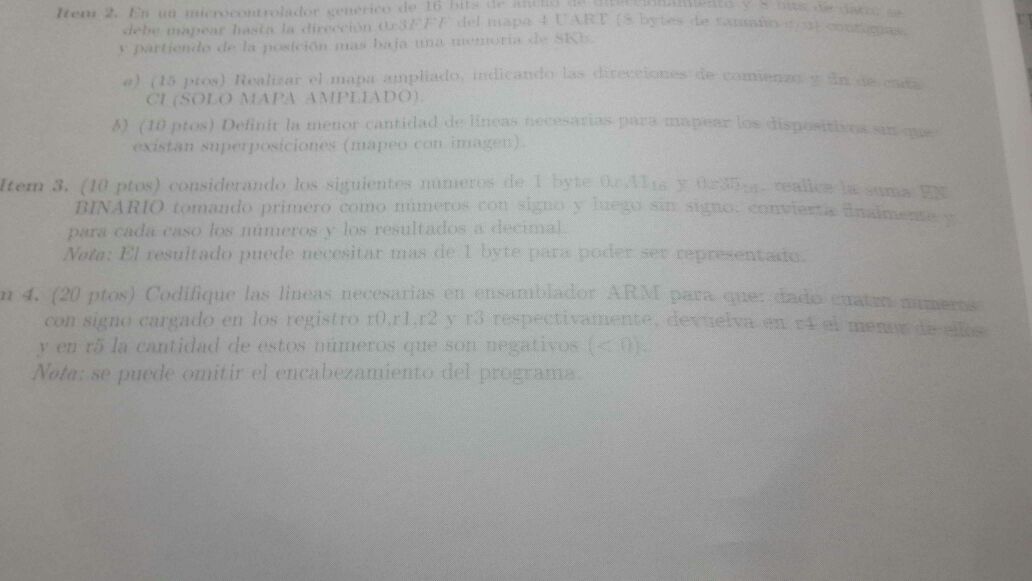 Item 2. En un microcontrolador generico de 16 bits de ancho de direccionamiento y 8 bits de dato se
debe mapear hasta la dirección 0x3FFF del mapa 4 UART (8 bytes de tamaño c/u) contiguas
y partiendo de la posición mas baja una memoria de 8Kb.
a) (15 ptos) Realizar el mapa ampliado, indicando las direcciones de comienzo y fin de cada
CI (SOLO MAPA AMPLIADO).
b) (10 ptos) Definir la menor cantidad de lineas necesarias para mapear los dispositivos sin que
existan superposiciones (mapeo con imagen).
Item 3. (10 ptos) considerando los siguientes numeros de 1 byte 0xA1₁₆ y 0x35₁₆, realice la suma EN
BINARIO tomando primero como números con signo y luego sin signo, convierta finalmente y
para cada caso los números y los resultados a decimal.
Nota: El resultado puede necesitar mas de 1 byte para poder ser representado.
m 4. (20 ptos) Codifique las lineas necesarias en ensamblador ARM para que: dado cuatro numeros
con signo cargado en los registro r0,r1,r2 y r3 respectivamente, devuelva en r4 el menor de ellos
y en r5 la cantidad de estos números que son negativos (< 0).
Nota: se puede omitir el encabezamiento del programa.